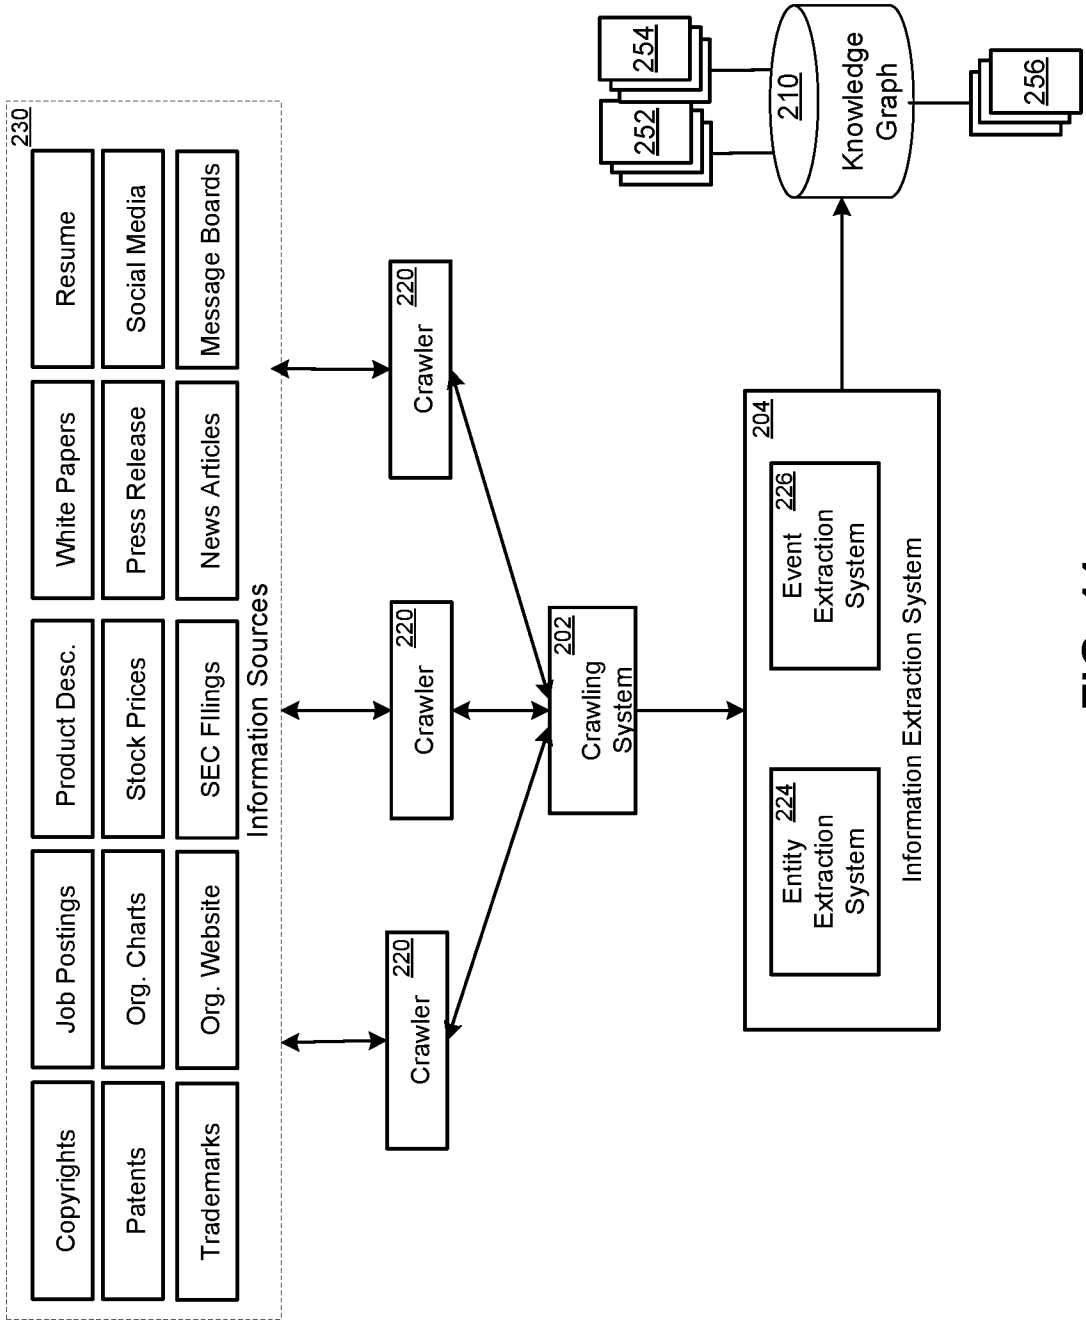 230
Copyrights
Job Postings
Product Desc.
White Papers
Resume
Patents
Org. Charts
Stock Prices
Press Release
Social Media
Trademarks
Org. Website
SEC FIlings
News Articles
Message Boards
Information Sources
220
Crawler
220
Crawler
220
Crawler
202
Crawling
System
204
Entity 224
Extraction
System
Event 226
Extraction
System
Information Extraction System
252
254
210
Knowledge
Graph
256